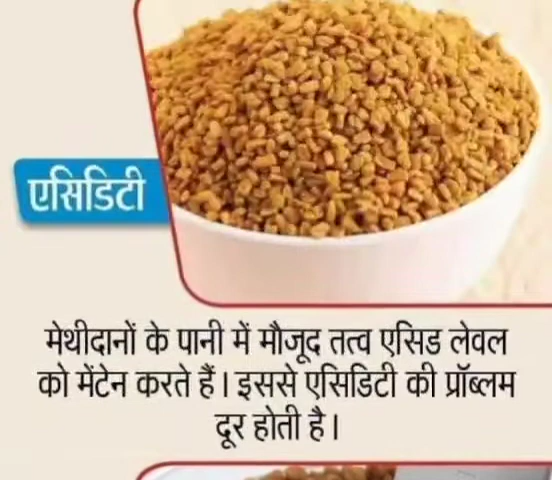 एसिडिटी
मेथीदानों के पानी में मौजूद तत्व एसिड लेवल
को मेंटेन करते हैं। इससे एसिडिटी की प्रॉब्लम
दूर होती है।